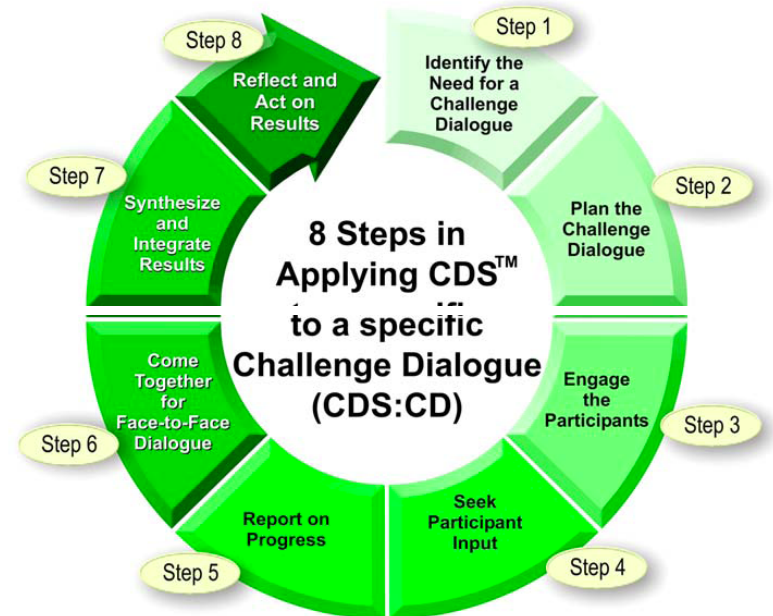 8 Steps in
Applying CDS™
to a specific
Challenge Dialogue
(CDS:CD)
Step 1
Identify the
Need for a
Challenge
Dialogue
Step 2
Plan the
Challenge
Dialogue
Step 3
Engage
the
Participants
Step 4
Seek
Participant
Input
Step 5
Report on
Progress
Step 6
Come
Together
for
Face-to-Face
Dialogue
Step 7
Synthesize
and
Integrate
Results
Step 8
Reflect and
Act on
Results